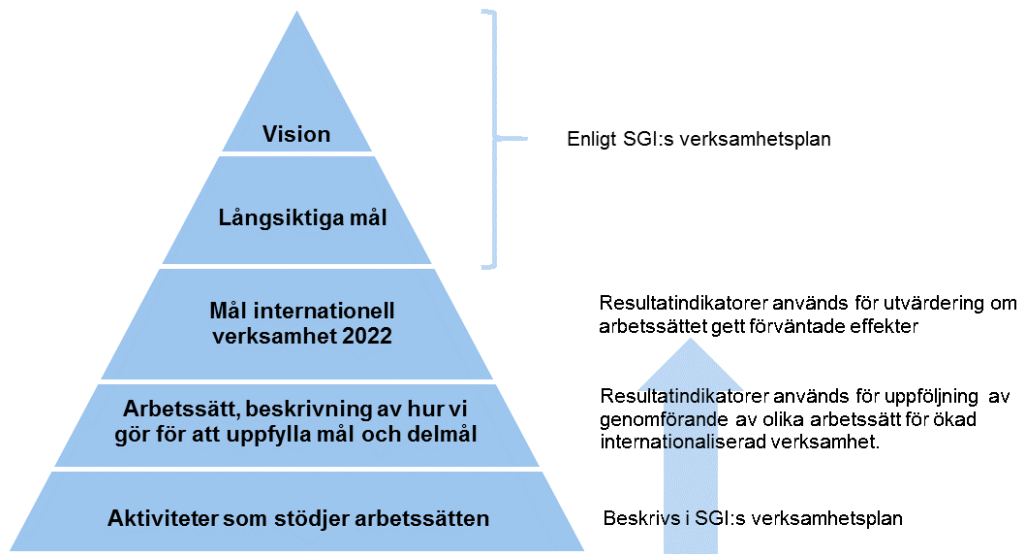 Vision
Enligt SGI:s verksamhetsplan
Långsiktiga mål
Mål internationell
verksamhet 2022
Resultatindikatorer används för utvärdering om
arbetssättet gett förväntade effekter
Arbetssätt, beskrivning av hur vi
gör för att uppfylla mål och delmål
Resultatindikatorer används för uppföljning av
genomförande av olika arbetssätt för ökad
internationaliserad verksamhet.
Aktiviteter som stödjer arbetssätten
Beskrivs i SGI:s verksamhetsplan